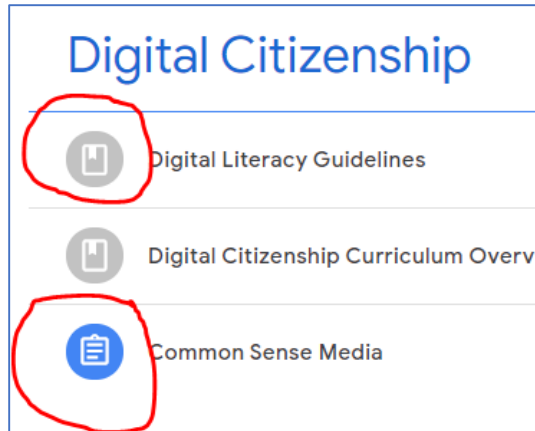 Digital Citizenship
Digital Literacy Guidelines
Digital Citizenship Curriculum Overv
Common Sense Media